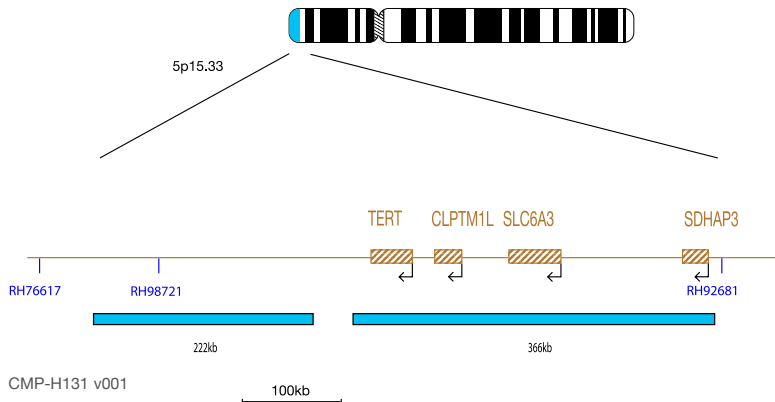 5p15.33
TERT CLPTM1L SLC6A3 SDHAP3
RH76617 RH98721 RH92681
222kb 366kb
CMP-H131 v001
100kb